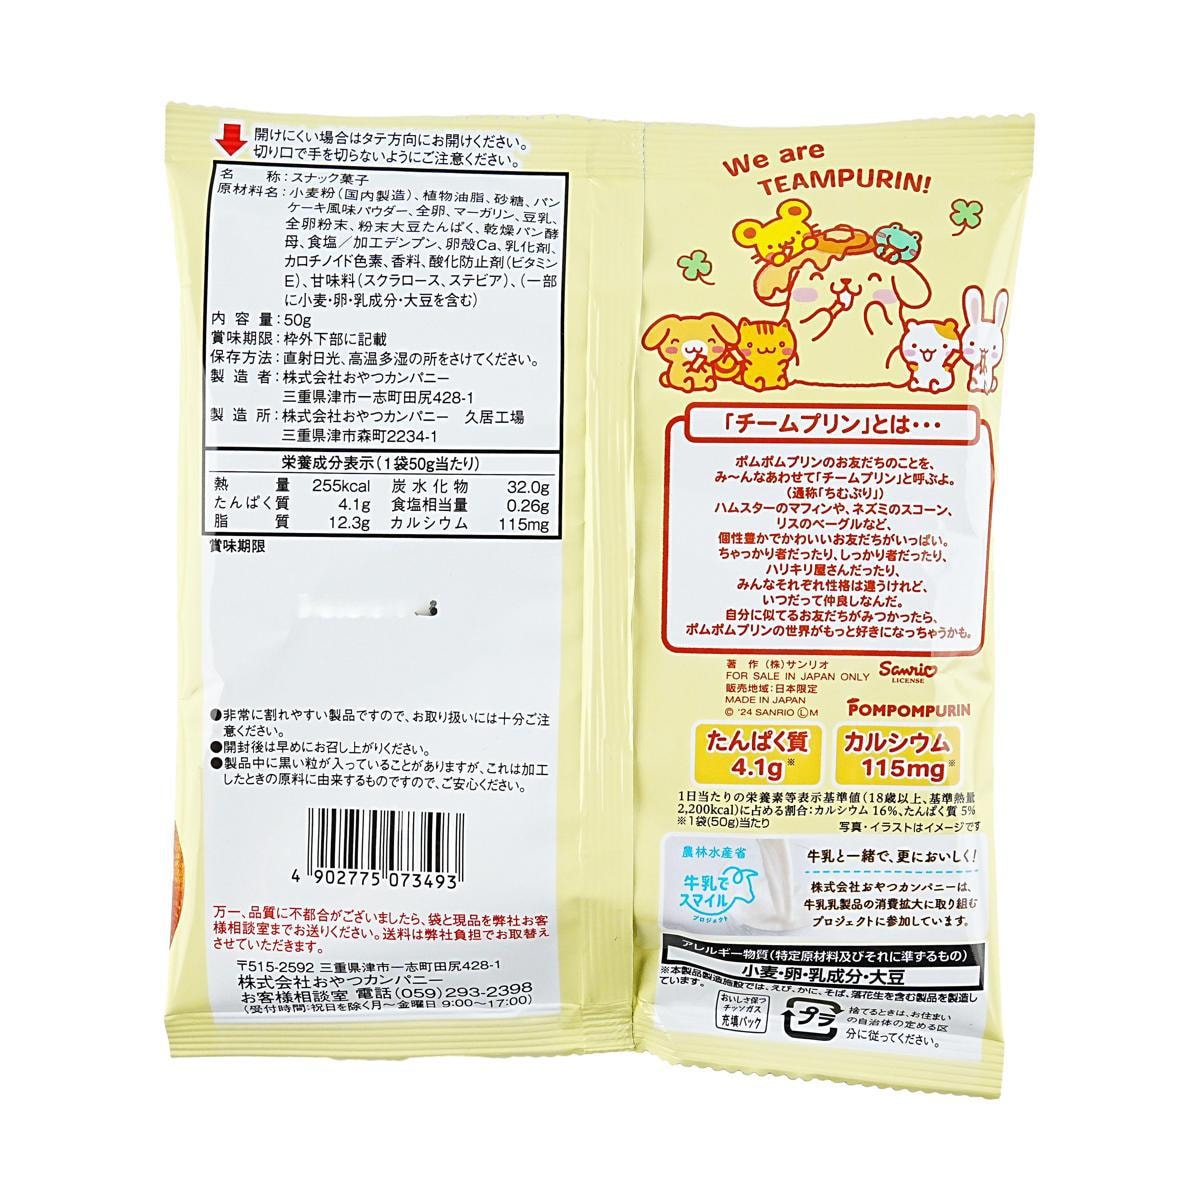 開けにくい場合はタテ方向にお開けください。
切り口で手を切らないようにご注意ください。
名称:スナック菓子
原材料名:小麦粉(国内製造)、植物油脂、砂糖、パン
ケーキ風味パウダー、全卵、マーガリン、豆乳、
全卵粉末、粉末大豆たんぱく、乾燥パン酵
母、食塩/加工デンプン、卵殻Ca、乳化剤、
カロチノイド色素、香料、酸化防止剤(ビタミン
E)、甘味料(スクラロース、ステビア)、(一部
に小麦・卵・乳成分・大豆を含む)
内容量:50g
賞味期限:枠外下部に記載
保存方法:直射日光、高温多湿の所をさけてください。
製造者:株式会社おやつカンパニー
三重県津市一志町田尻428-1
製造所:株式会社おやつカンパニー 久居工場
三重県津市森町2234-1
栄養成分表示(1袋50g当たり)
熱量 255kcal 炭水化物 32.0g
たんぱく質 4.1g 食塩相当量 0.26g
脂質 12.3g カルシウム 115mg
賞味期限
●非常に割れやすい製品ですので、お取り扱いには十分ご注
意ください。
●開封後は早めにお召し上がりください。
●製品中に黒い粒が入っていることがありますが、これは加工
したときの原料に由来するものですので、ご安心ください。
4 902775 073493
万一、品質に不都合がございましたら、袋と現品を弊社お客
様相談室までお送りください。送料は弊社負担でお取替え
させていただきます。
〒515-2592 三重県津市一志町田尻428-1
株式会社おやつカンパニー
お客様相談室 電話(059)293-2398
(受付時間:祝日を除く月~金曜日 9:00~17:00)
We are
TEAMPURIN!
「チームプリン」とは・・・
ポムポムプリンのお友だちのことを、
み~んなあわせて「チームプリン」と呼ぶよ。
(通称「ちむぷり」)
ハムスターのマフィンや、ネズミのスコーン、
リスのベーグルなど、
個性豊かでかわいいお友だちがいっぱい。
ちゃっかり者だったり、しっかり者だったり、
ハリキリ屋さんだったり、
みんなそれぞれ性格は違うけれど、
いつだって仲良しなんだ。
自分に似てるお友だちがみつかったら、
ポムポムプリンの世界がもっと好きになっちゃうかも。
著作 (株)サンリオ
FOR SALE IN JAPAN ONLY
販売地域:日本限定
MADE IN JAPAN
© '24 SANRIO ⓁM
Sanrio
LICENSE
POMPOMPURIN
たんぱく質
4.1g※
カルシウム
115mg※
1日当たりの栄養素等表示基準値(18歳以上、基準熱量
2,200kcal)に占める割合:カルシウム 16%、たんぱく質 5%
※1袋(50g)当たり
写真・イラストはイメージです
農林水産省
牛乳で
スマイル
プロジェクト
牛乳と一緒で、更においしく!
株式会社おやつカンパニーは、
牛乳乳製品の消費拡大に取り組む
プロジェクトに参加しています。
アレルギー物質(特定原材料及びそれに準ずるもの)
小麦・卵・乳成分・大豆
※本製品製造施設では、えび、かに、そば、落花生を含む製品を製造し
ています。
おいしさ保つ
チッソガス
充填パック
プラ
捨てるときは、お住まい
の自治体の定める区
分に従ってください。